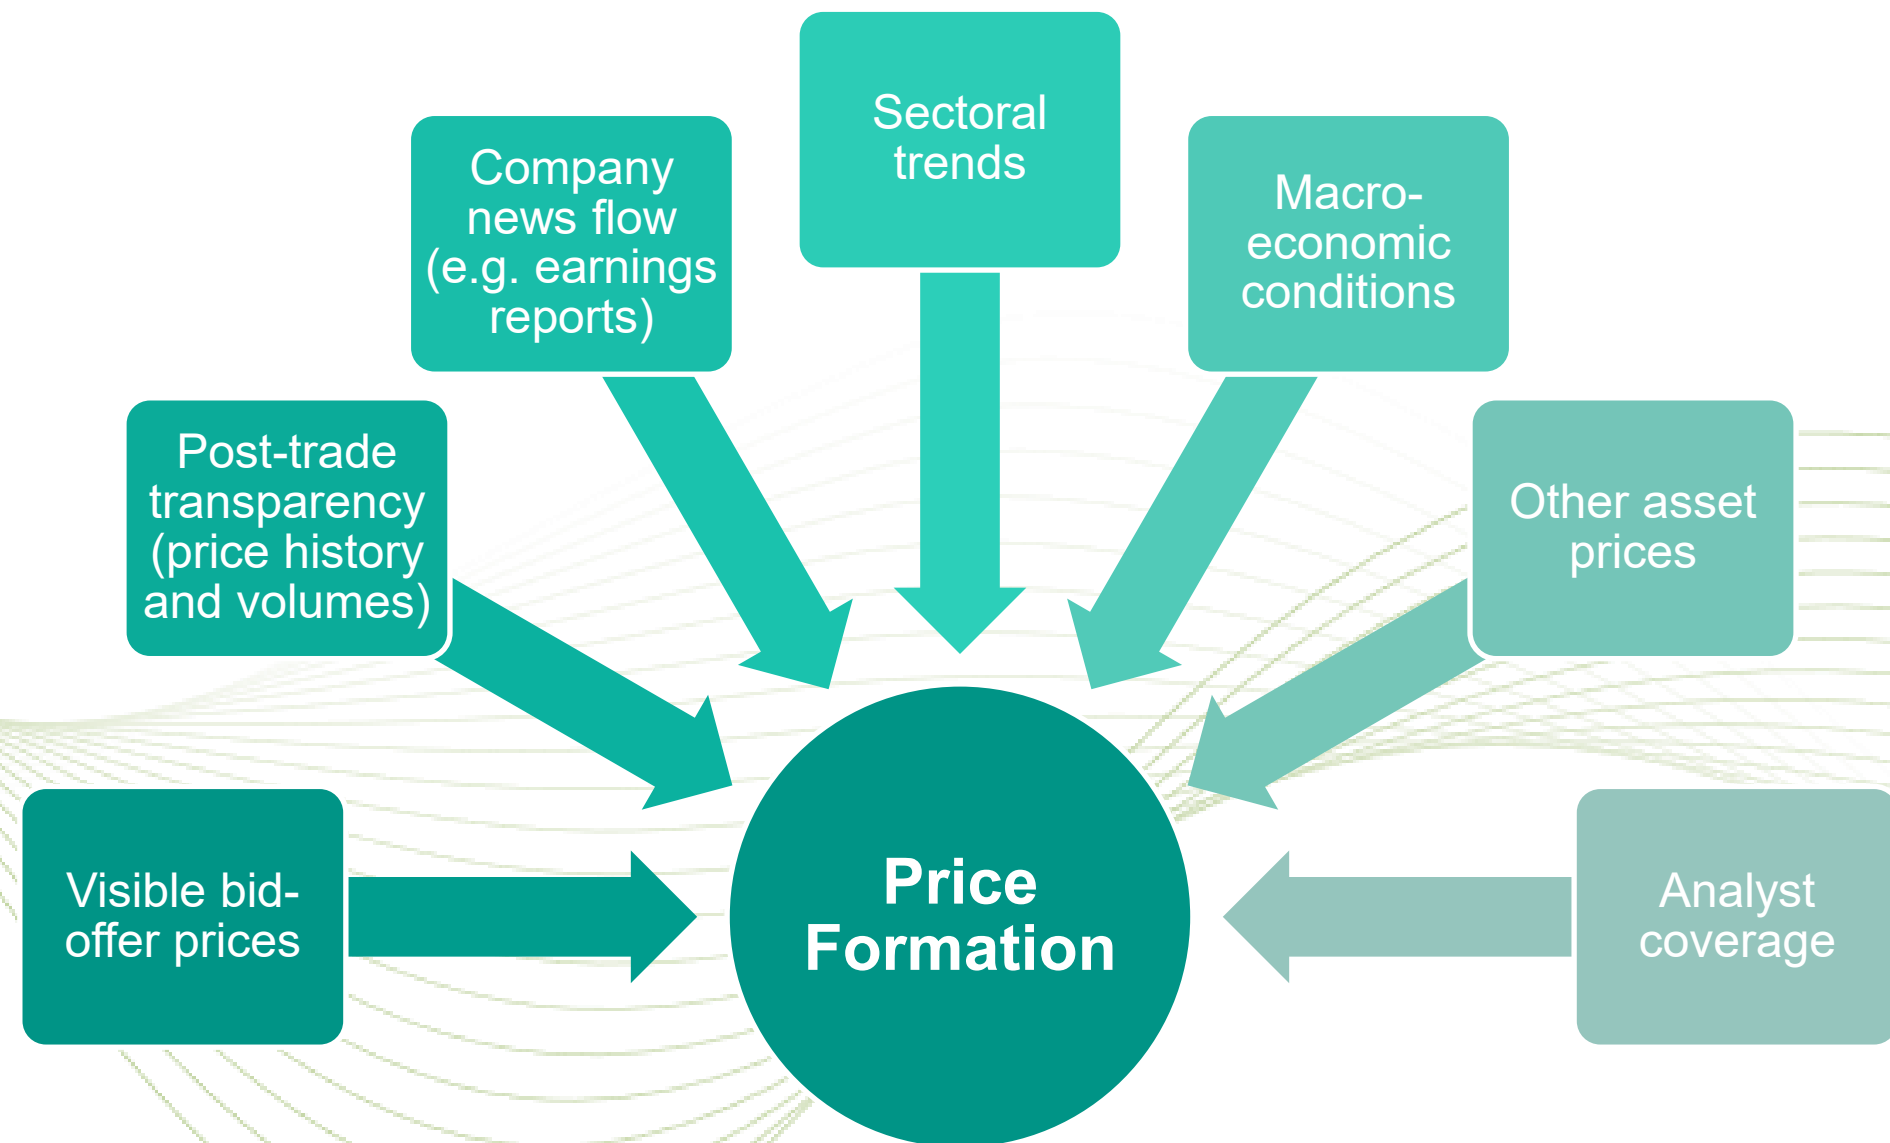 Sectoral
trends
Company
news flow
(e.g. earnings
reports)
Macro-
economic
conditions
Post-trade
transparency
(price history
and volumes)
Other asset
prices
Visible bid-
offer prices
Price
Formation
Analyst
coverage